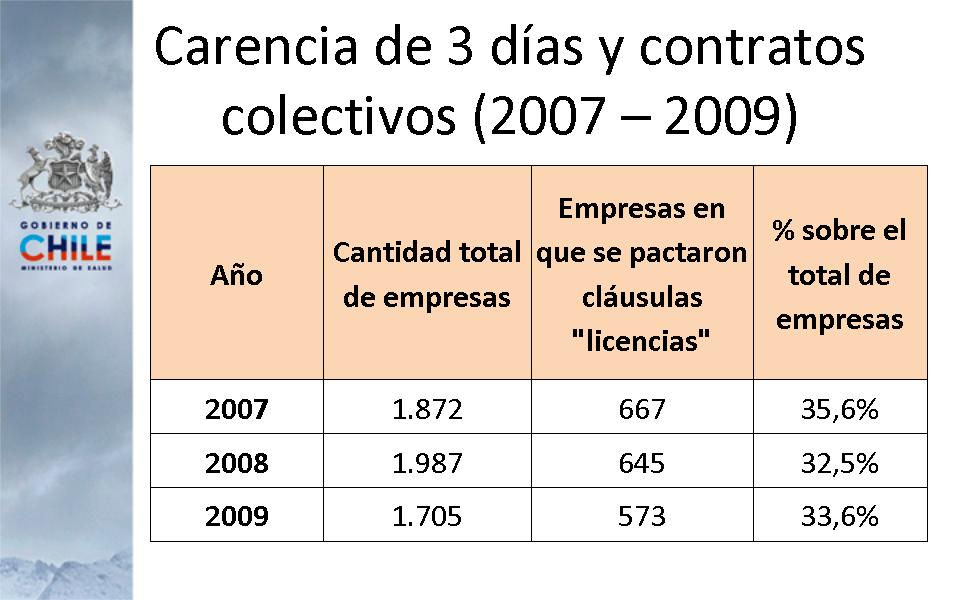 Carencia de 3 días y contratos
colectivos (2007 – 2009)
GOBIERNO DE
CHILE
MINISTERIO DE SALUD
Año
Cantidad total
de empresas
Empresas en
que se pactaron
cláusulas
"licencias"
% sobre el
total de
empresas
2007 1.872 667 35,6%
2008 1.987 645 32,5%
2009 1.705 573 33,6%